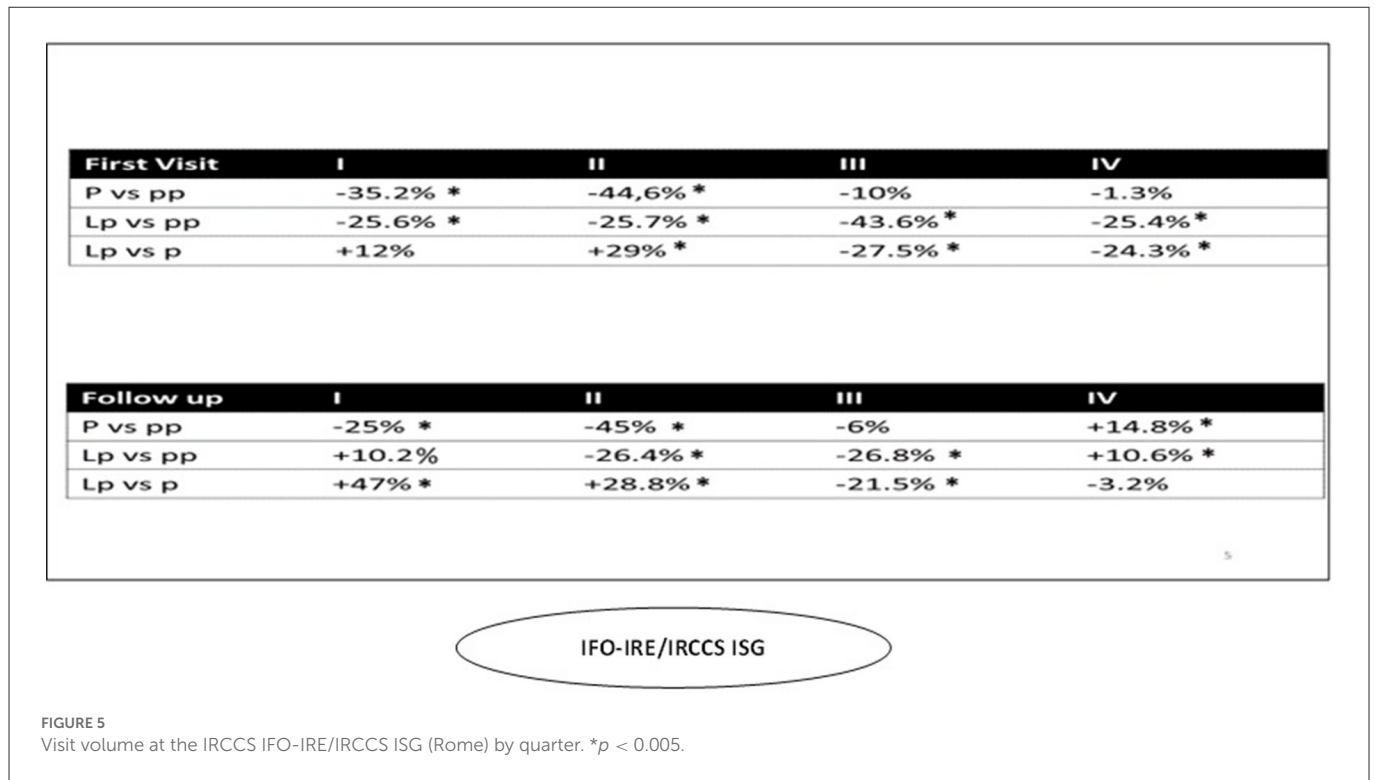 First Visit I II III IV
P vs pp -35.2% * -44,6% * -10% -1.3%
Lp vs pp -25.6% * -25.7% * -43.6% * -25.4% *
Lp vs p +12% +29% * -27.5% * -24.3% *
Follow up I II III IV
P vs pp -25% * -45% * -6% +14.8% *
Lp vs pp +10.2% -26.4% * -26.8% * +10.6% *
Lp vs p +47% * +28.8% * -21.5% * -3.2%
5
IFO-IRE/IRCCS ISG
FIGURE 5
Visit volume at the IRCCS IFO-IRE/IRCCS ISG (Rome) by quarter. *p < 0.005.